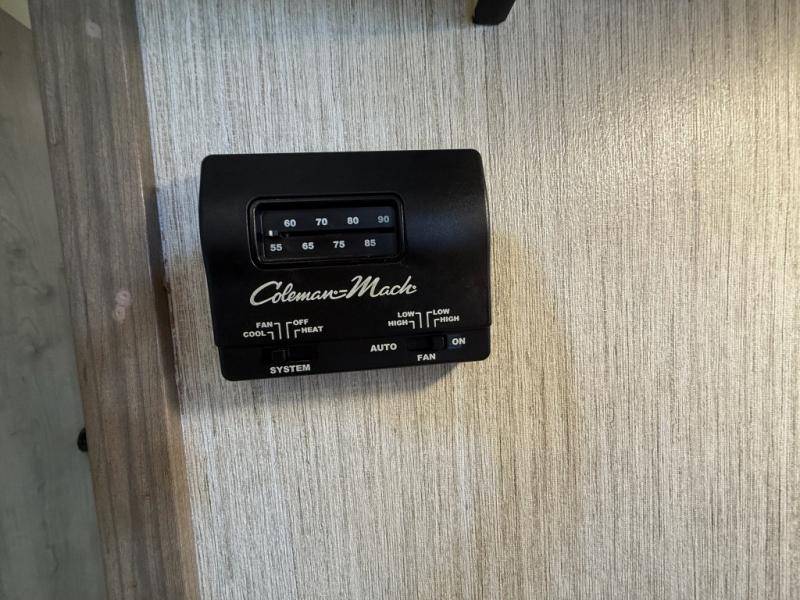 60 70 80 90
55 65 75 85
Coleman-Mach
FAN OFF
COOL HEAT
LOW LOW
HIGH HIGH
AUTO ON
FAN
SYSTEM